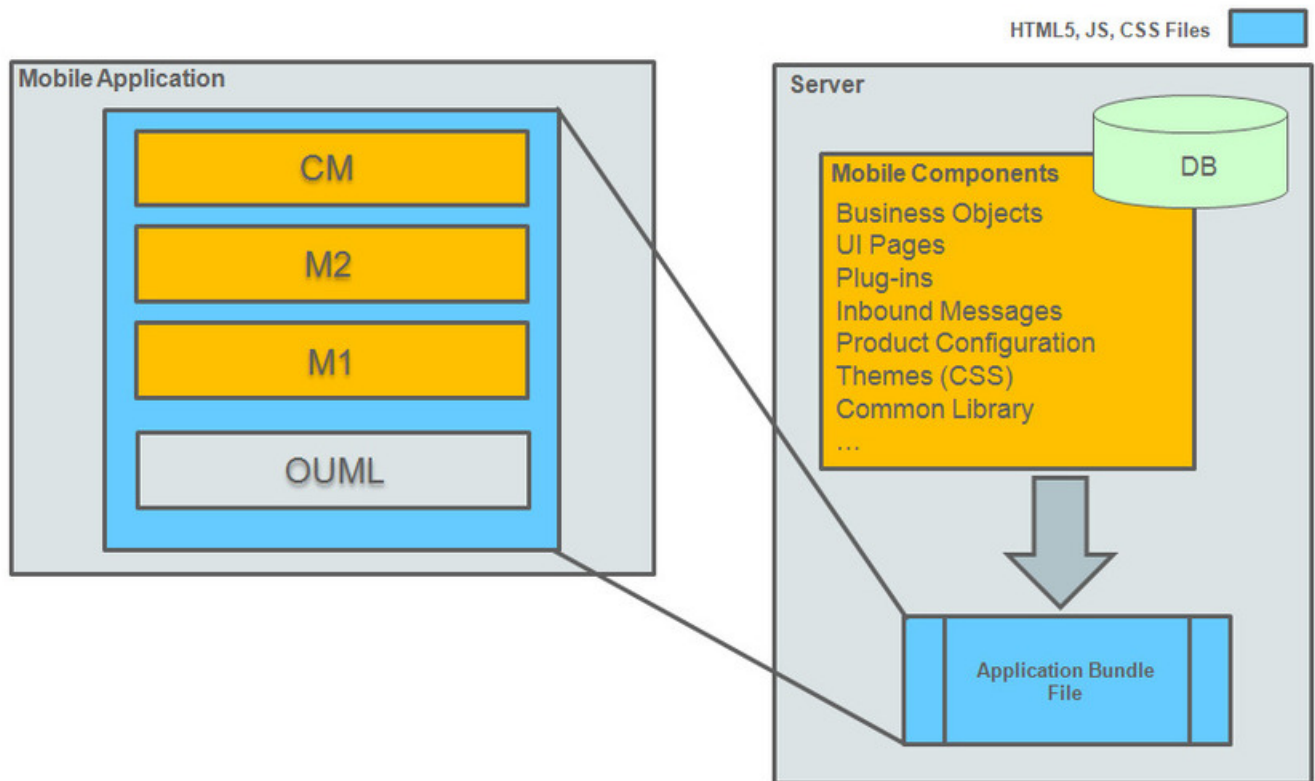 HTML5, JS, CSS Files
Mobile Application
CM
M2
M1
OUML
Server
DB
Mobile Components
Business Objects
UI Pages
Plug-ins
Inbound Messages
Product Configuration
Themes (CSS)
Common Library
...
Application Bundle
File